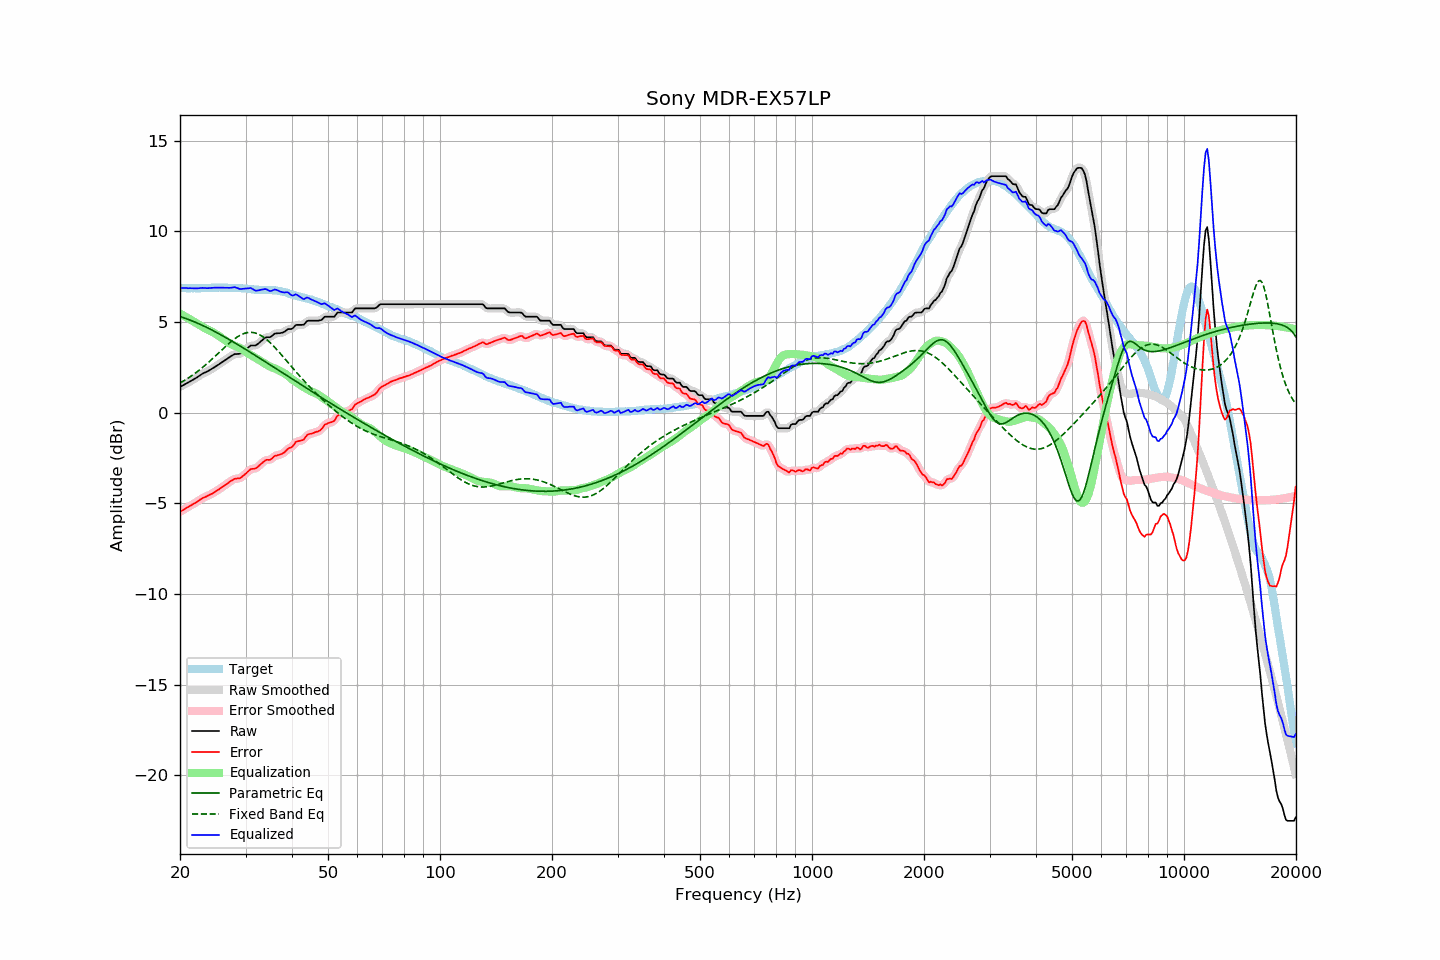 Sony MDR-EX57LP
Amplitude (dBr)
15
10
5
0
−5
−10
−15
−20
Target
Raw Smoothed
Error Smoothed
Raw
Error
Equalization
Parametric Eq
Fixed Band Eq
Equalized
20 50 100 200 500 1000 2000 5000 10000 20000
Frequency (Hz)